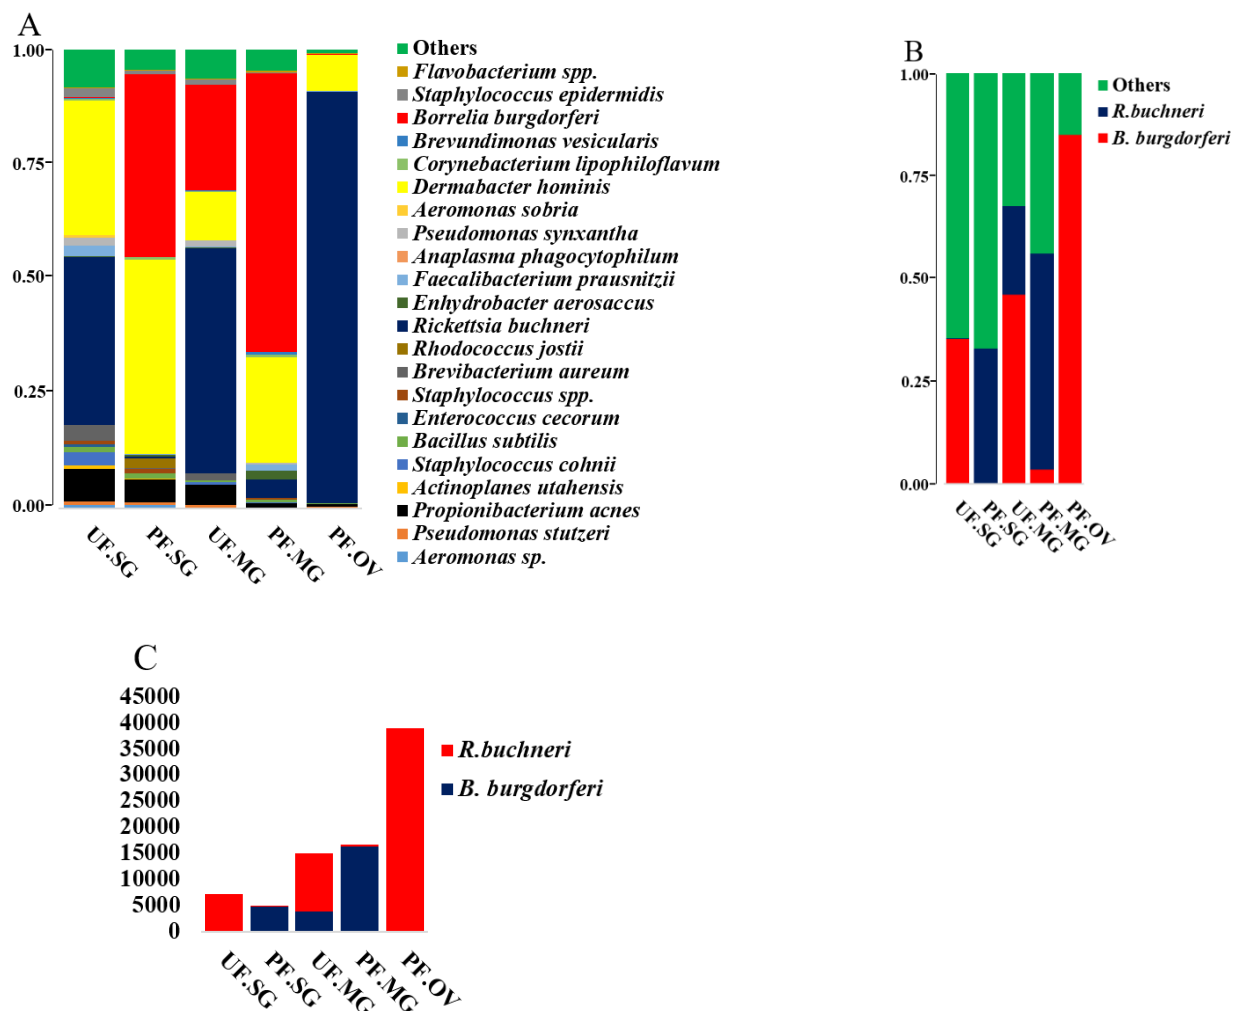 A
1.00
0.75
0.50
0.25
0.00
UF.SG
PF.SG
UF.MG
PF.MG
PF.OV
Others
Flavobacterium spp.
Staphylococcus epidermidis
Borrelia burgdorferi
Brevundimonas vesicularis
Corynebacterium lipophiloflavum
Dermabacter hominis
Aeromonas sobria
Pseudomonas synxantha
Anaplasma phagocytophilum
Faecalibacterium prausnitzii
Enhydrobacter aerosaccus
Rickettsia buchneri
Rhodococcus jostii
Brevibacterium aureum
Staphylococcus spp.
Enterococcus cecorum
Bacillus subtilis
Staphylococcus cohnii
Actinoplanes utahensis
Propionibacterium acnes
Pseudomonas stutzeri
Aeromonas sp.
B
1.00
0.75
0.50
0.25
0.00
UF.SG
PF.SG
UF.MG
PF.MG
PF.OV
Others
R.buchneri
B. burgdorferi
C
45000
40000
35000
30000
25000
20000
15000
10000
5000
0
UF.SG
PF.SG
UF.MG
PF.MG
PF.OV
R.buchneri
B. burgdorferi